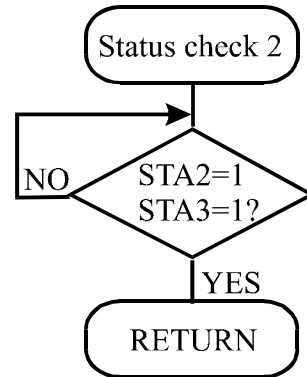 Status check 2
STA2=1
NO
STA3=1?
YES
RETURN